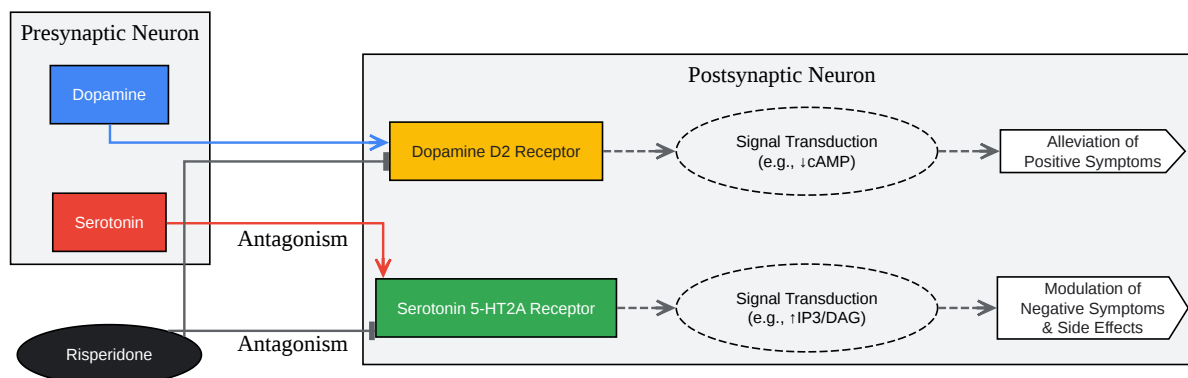 Presynaptic Neuron
Dopamine
Serotonin
Risperidone
Antagonism
Antagonism
Postsynaptic Neuron
Dopamine D2 Receptor
Signal Transduction
(e.g., ↓cAMP)
Alleviation of
Positive Symptoms
Serotonin 5-HT2A Receptor
Signal Transduction
(e.g., ↑IP3/DAG)
Modulation of
Negative Symptoms
& Side Effects